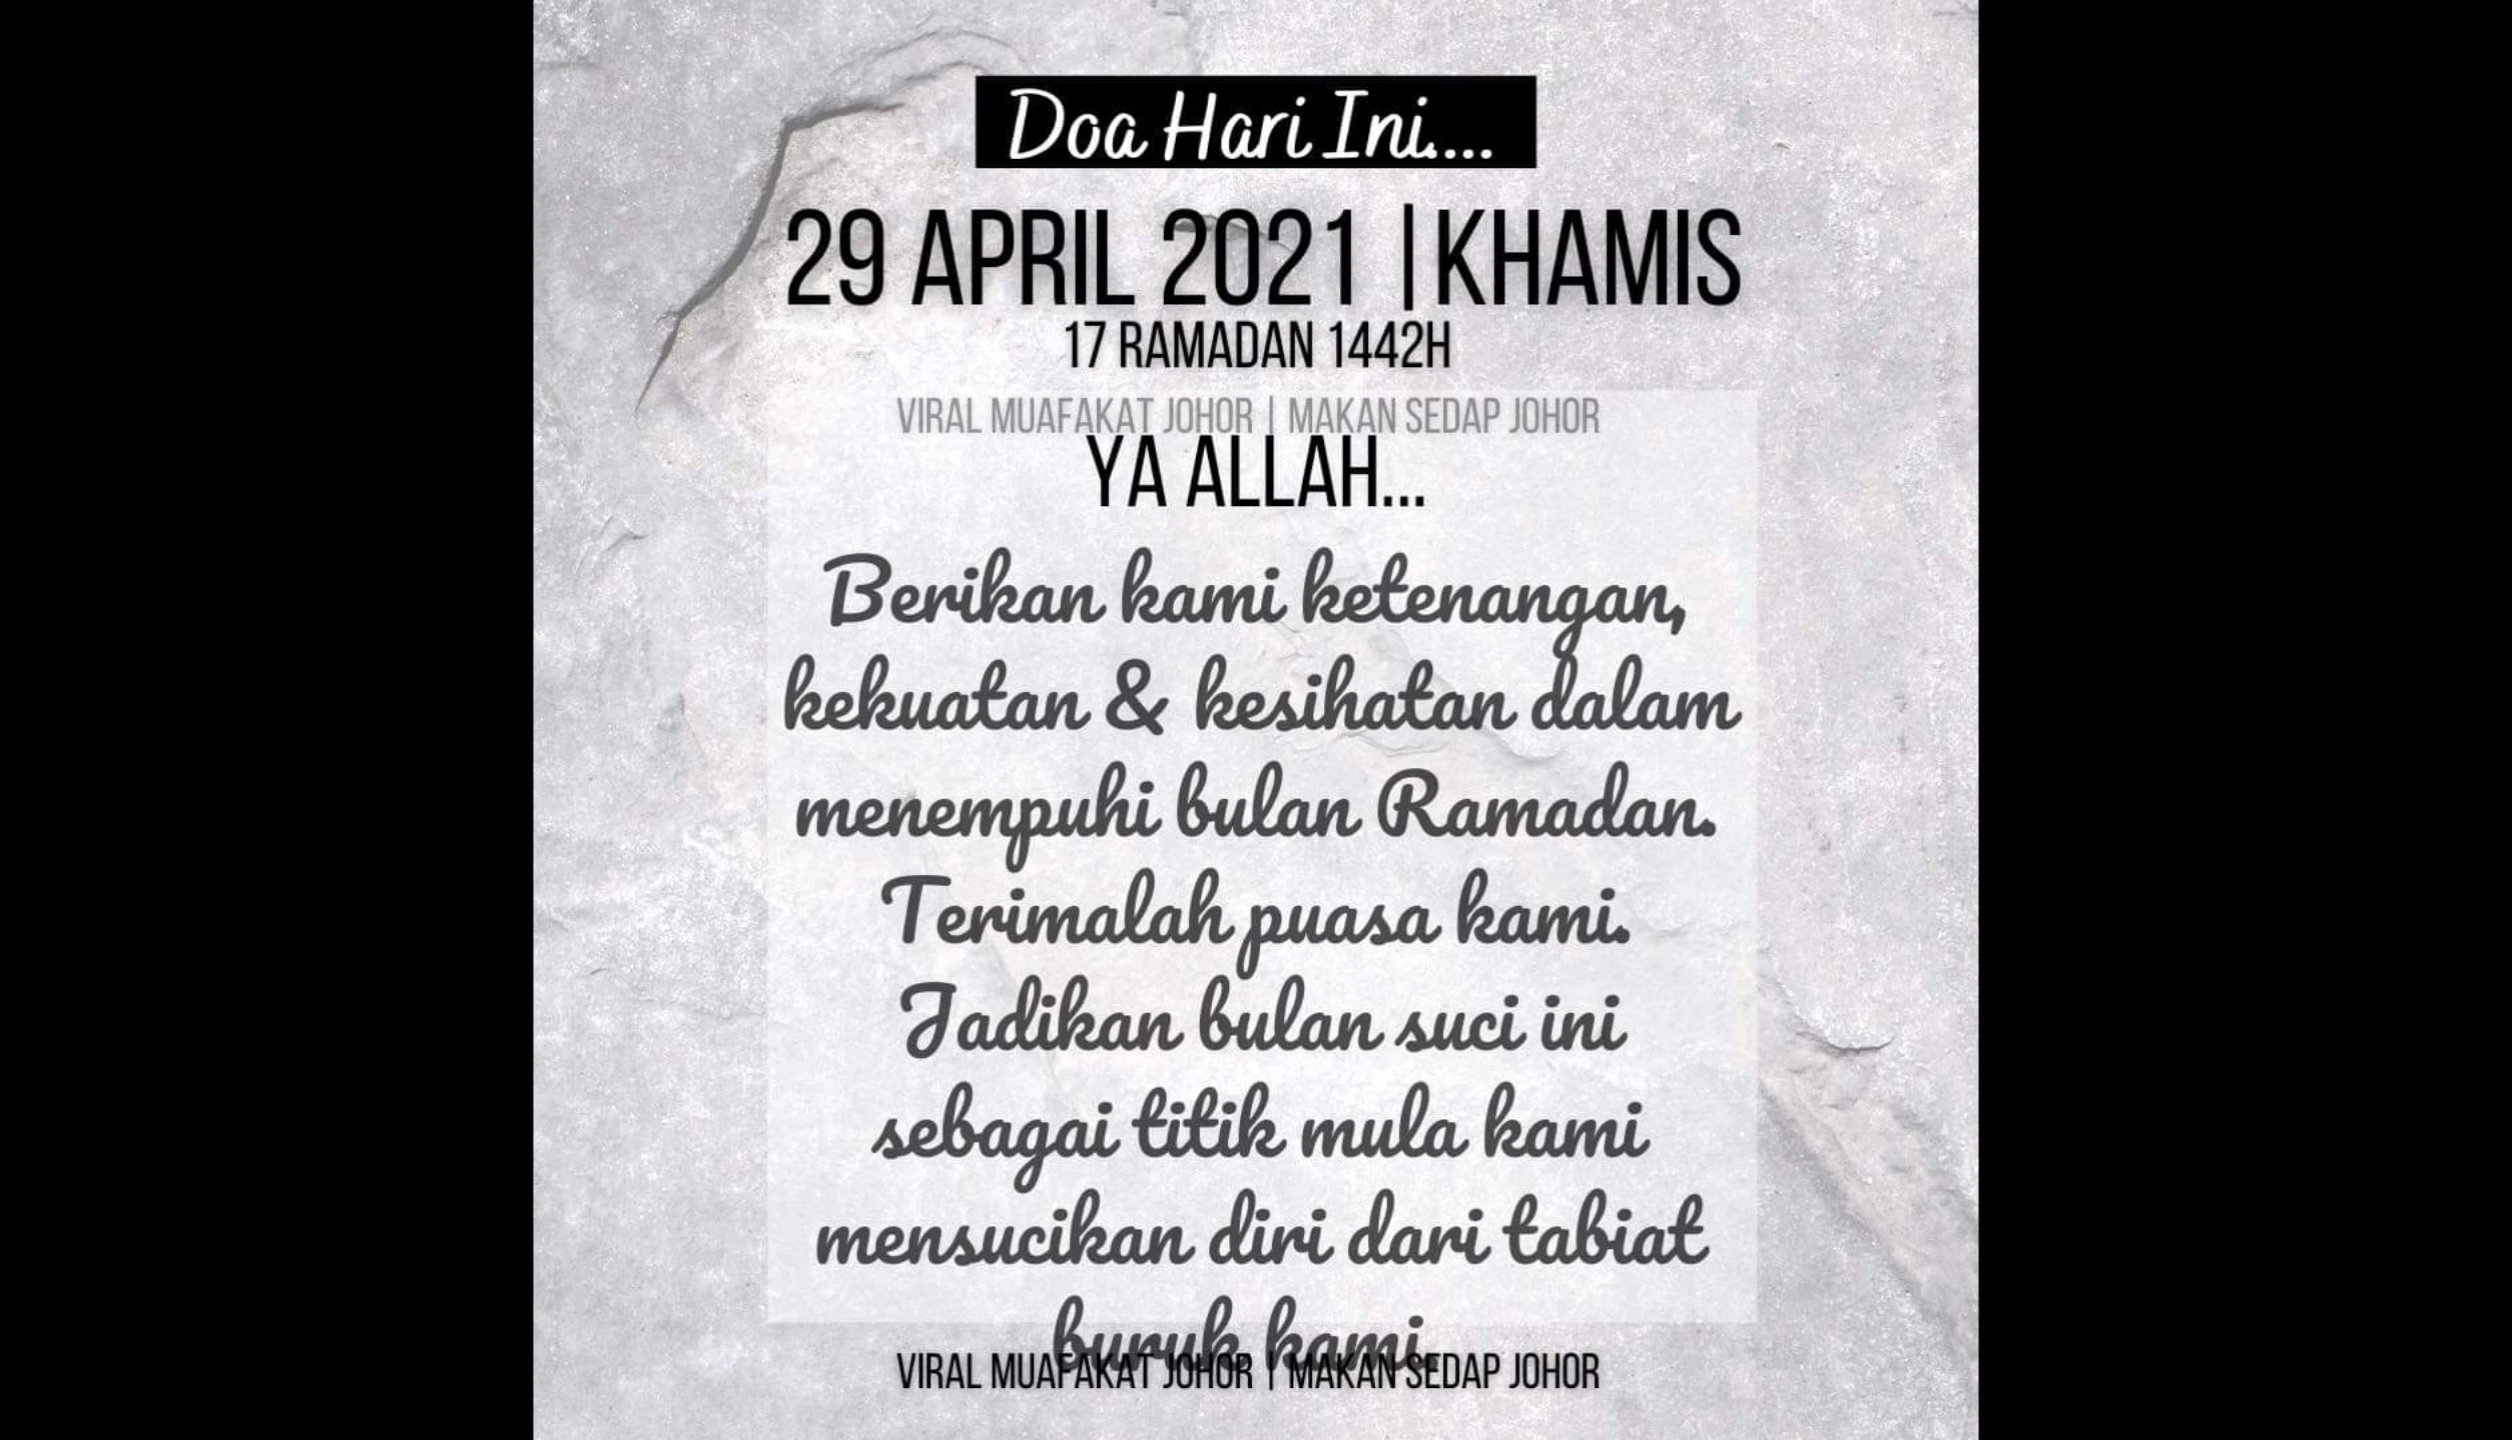 Doa Hari Ini....
29 APRIL 2021 | KHAMIS
17 RAMADAN 1442H
VIRAL MUAFAKAT JOHOR | MAKAN SEDAP JOHOR
YA ALLAH...
Berikan kami ketenangan,
kekuatan & kesihatan dalam
menempuhi bulan Ramadan.
Terimalah puasa kami.
Jadikan bulan suci ini
sebagai titik mula kami
mensucikan diri dari tabiat
buruk kami.
VIRAL MUAFAKAT JOHOR | MAKAN SEDAP JOHOR